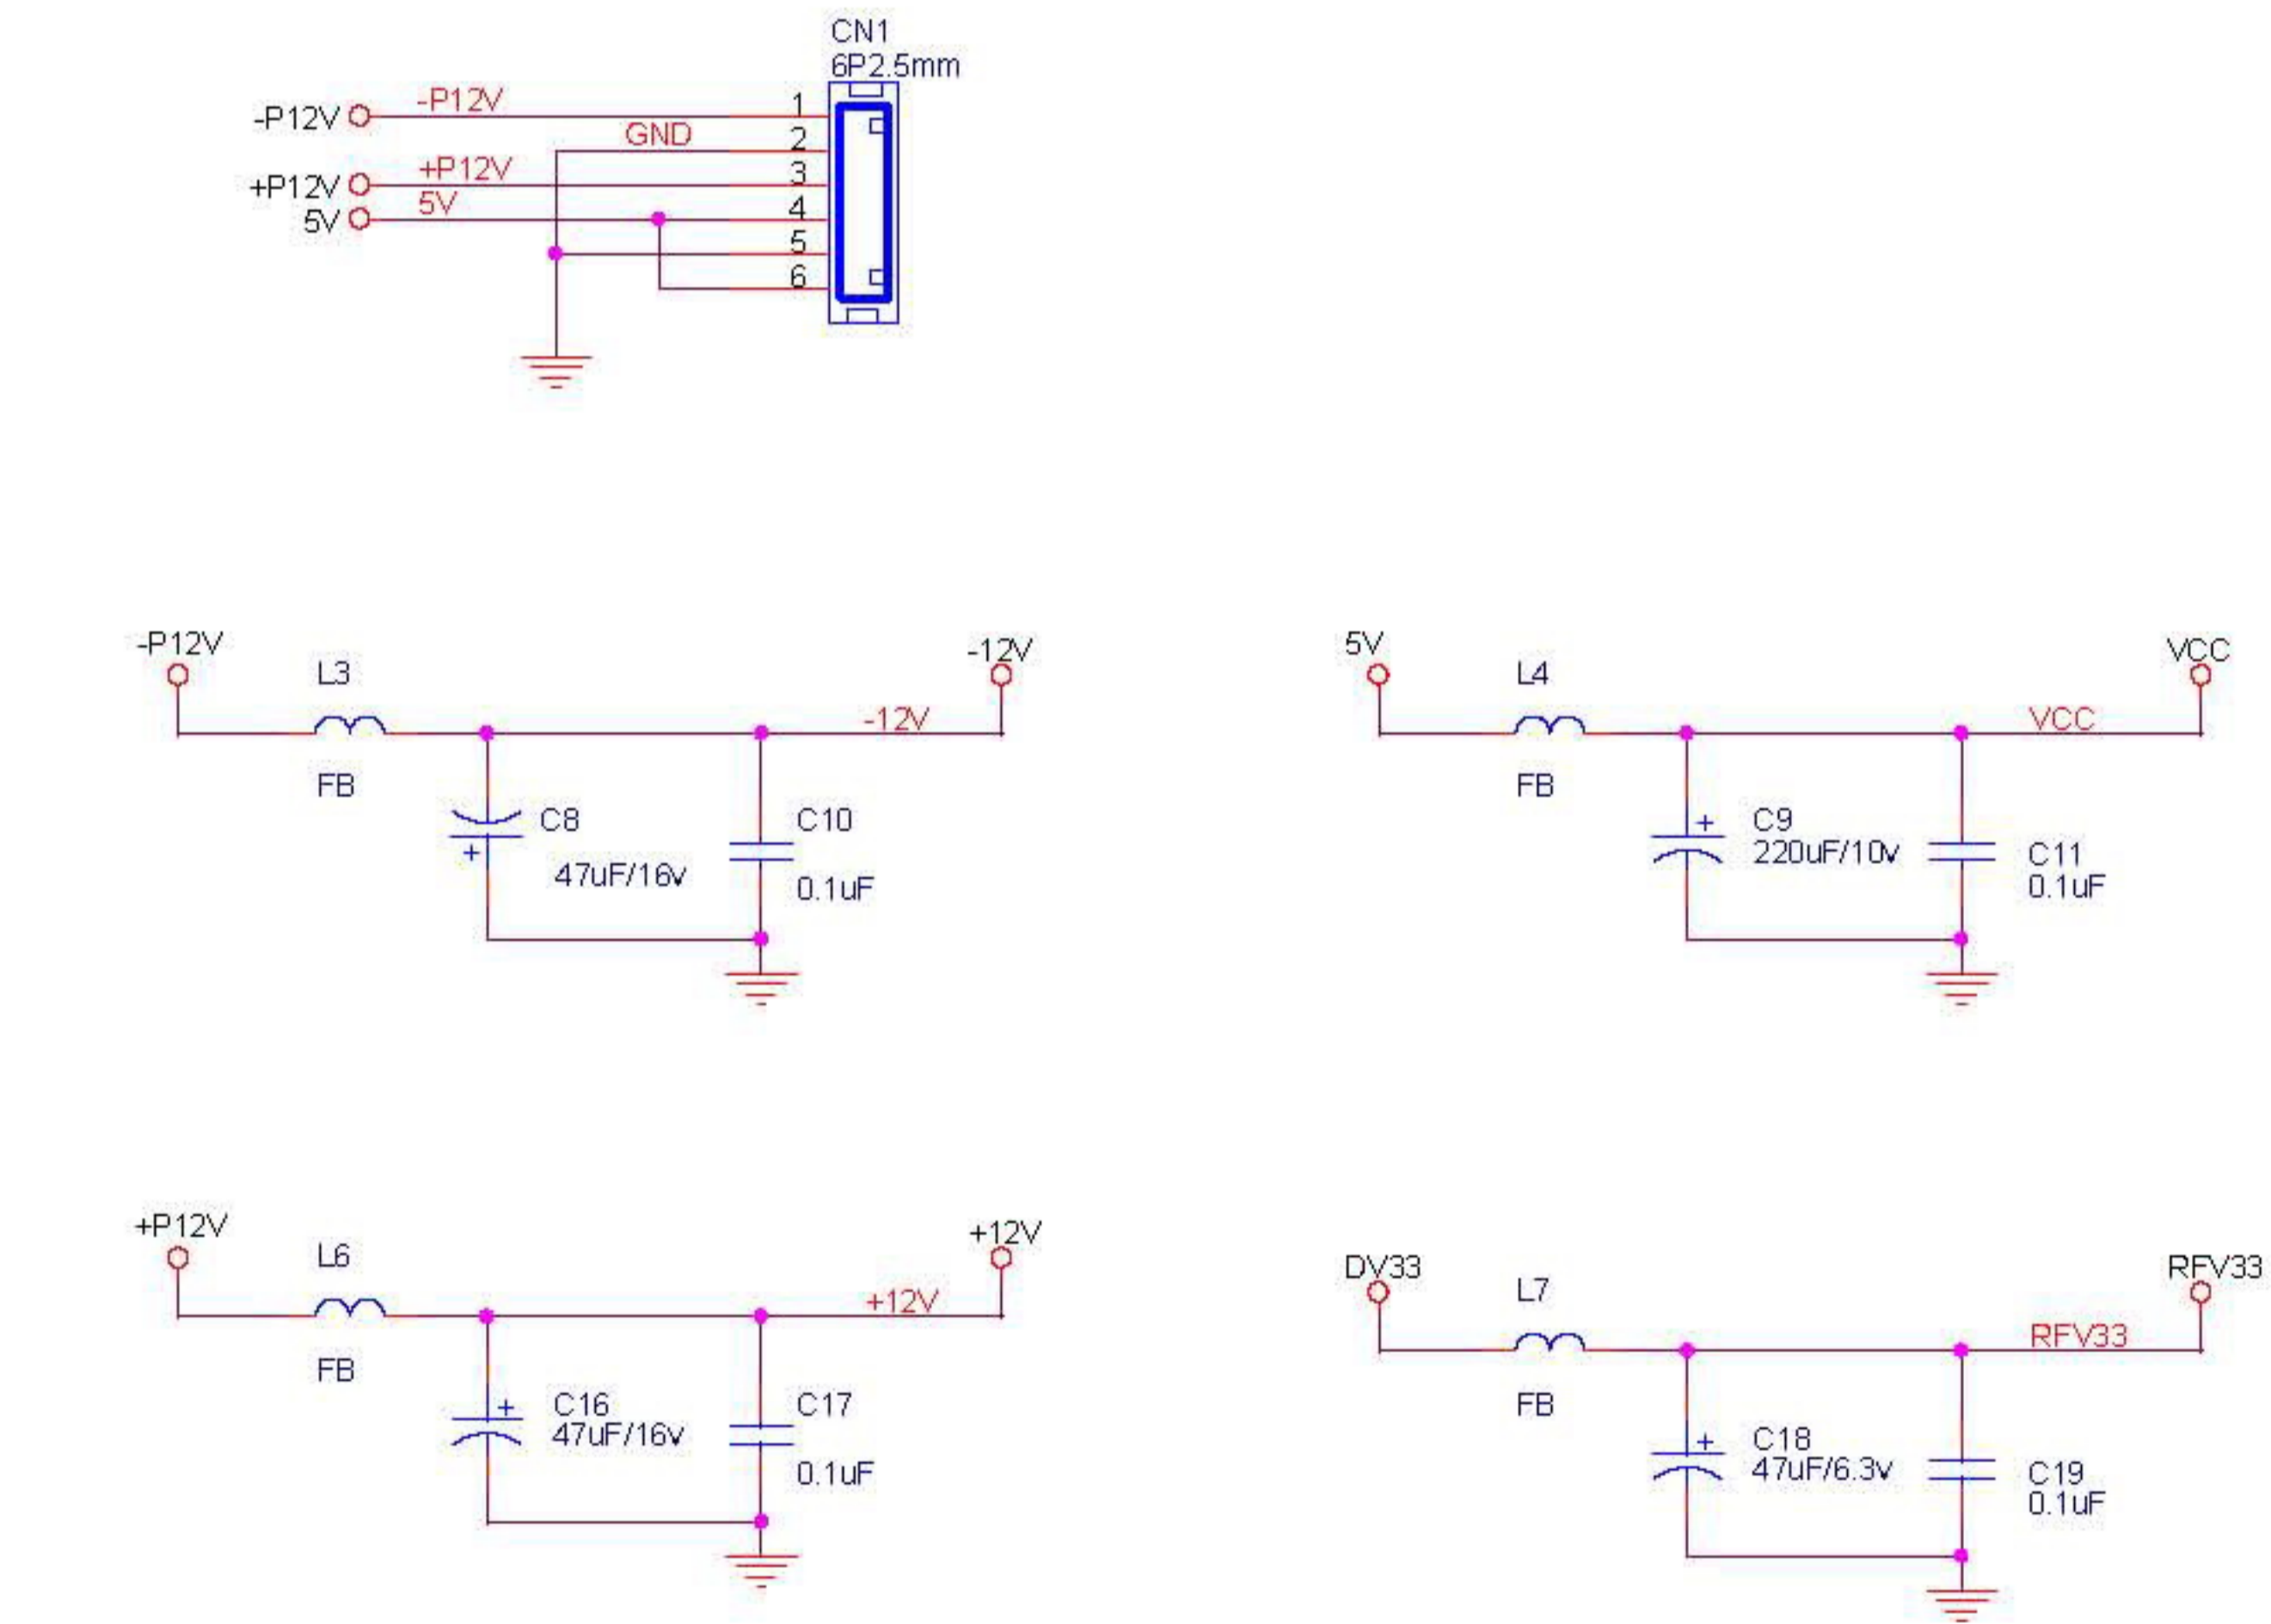 CN1
6P2.5mm
-P12V
-P12V
1
GND
2
+P12V
+P12V
3
5V
5V
4
5
6
-P12V
L3
-12V
-12V
FB
C8
+
47uF/16v
C10
0.1uF
5V
L4
VCC
VCC
FB
+
C9
220uF/10v
C11
0.1uF
+P12V
L6
+12V
+12V
FB
+
C16
47uF/16v
C17
0.1uF
DV33
L7
RFV33
RFV33
FB
+
C18
47uF/6.3v
C19
0.1uF